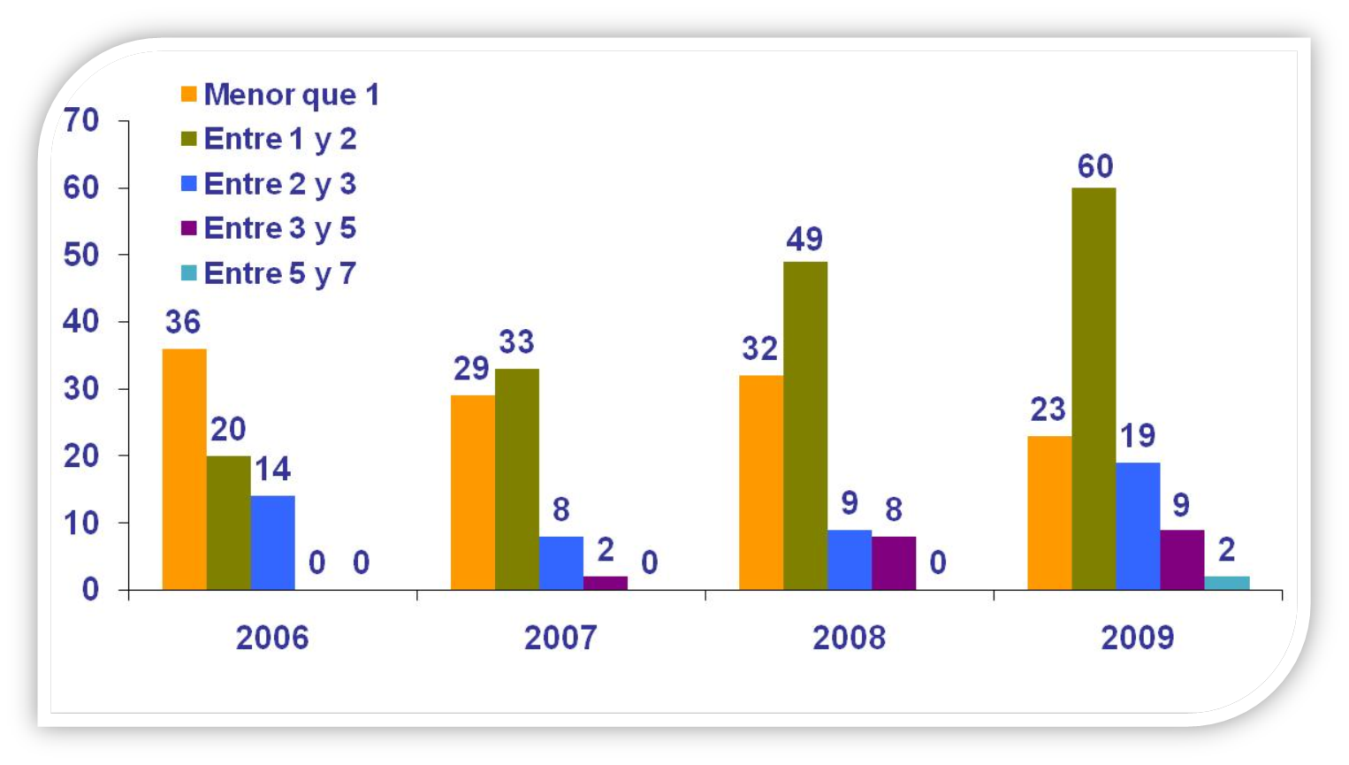 Menor que 1
Entre 1 y 2
Entre 2 y 3
Entre 3 y 5
Entre 5 y 7
70
60
50
40
30
20
10
0
36 20 14 0 0
29 33 8 2 0
32 49 9 8 0
23 60 19 9 2
2006 2007 2008 2009